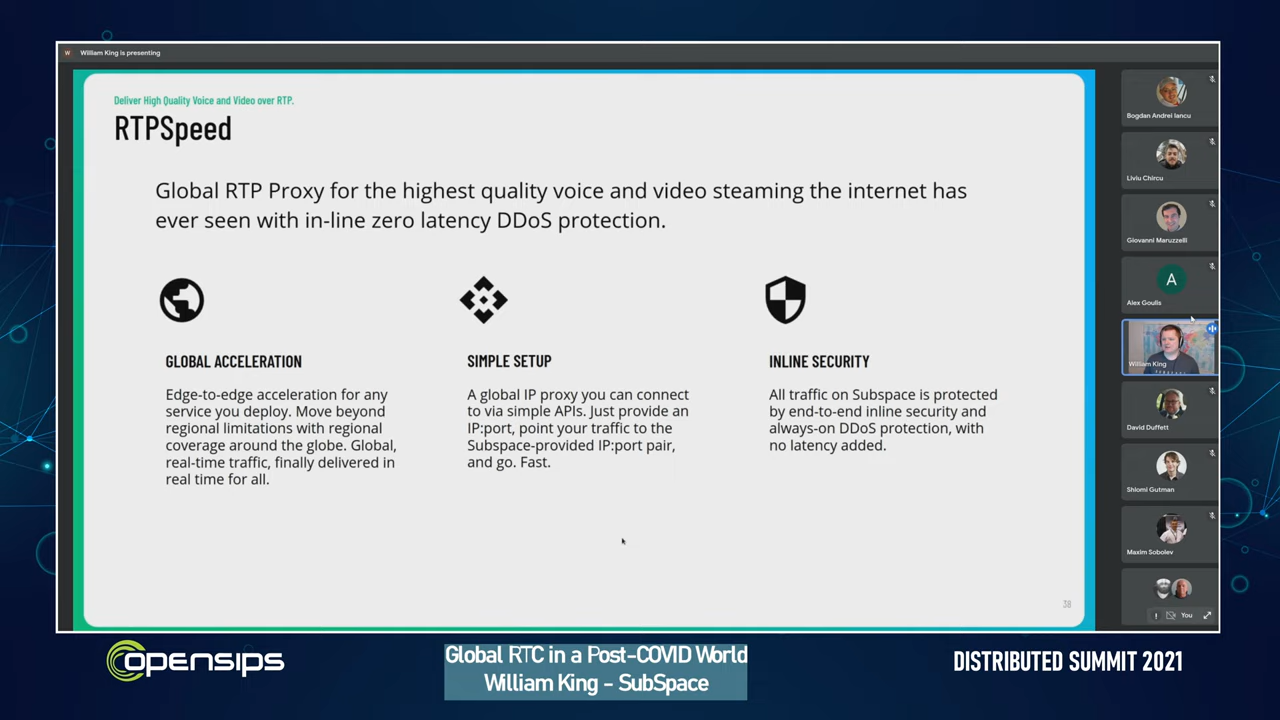 W
William King is presenting
Deliver High Quality Voice and Video over RTP.
RTPSpeed
Global RTP Proxy for the highest quality voice and video steaming the internet has
ever seen with in-line zero latency DDoS protection.
GLOBAL ACCELERATION
Edge-to-edge acceleration for any
service you deploy. Move beyond
regional limitations with regional
coverage around the globe. Global,
real-time traffic, finally delivered in
real time for all.
SIMPLE SETUP
A global IP proxy you can connect
to via simple APIs. Just provide an
IP:port, point your traffic to the
Subspace-provided IP:port pair,
and go. Fast.
INLINE SECURITY
All traffic on Subspace is protected
by end-to-end inline security and
always-on DDoS protection, with
no latency added.
38
Bogdan Andrei Iancu
Liviu Chircu
Giovanni Maruzzelli
A
Alex Goulis
William King
David Duffett
Shlomi Gutman
Maxim Sobolev
You
opensips
Global RTC in a Post-COVID World
William King - SubSpace
DISTRIBUTED SUMMIT 2021